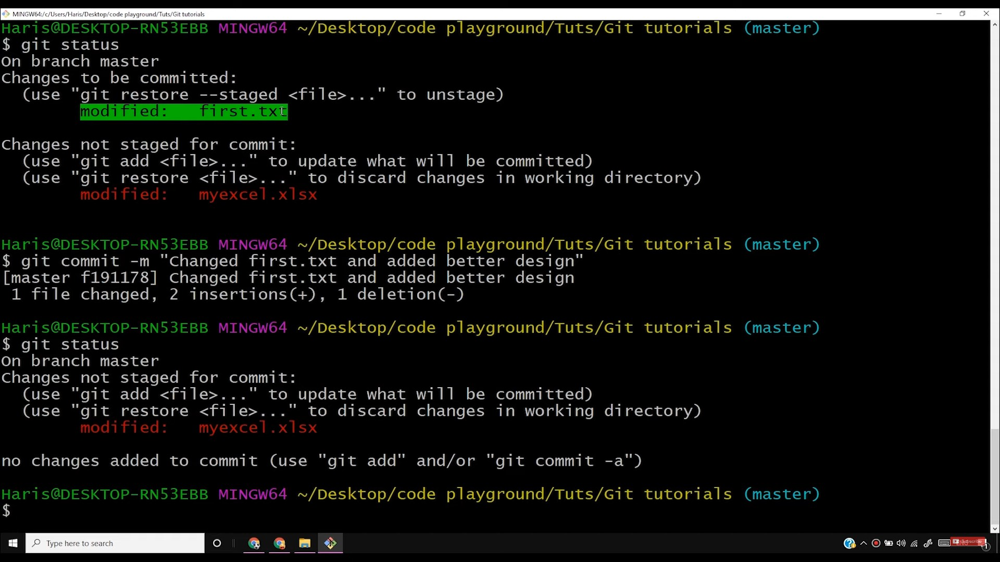 MINGW64:/c/Users/Haris/Desktop/code playground/Tuts/Git tutorials
Haris@DESKTOP-RN53EBB MINGW64 ~/Desktop/code playground/Tuts/Git tutorials (master)
$ git status
On branch master
Changes to be committed:
  (use "git restore --staged <file>..." to unstage)
        modified:   first.txt

Changes not staged for commit:
  (use "git add <file>..." to update what will be committed)
  (use "git restore <file>..." to discard changes in working directory)
        modified:   myexcel.xlsx

Haris@DESKTOP-RN53EBB MINGW64 ~/Desktop/code playground/Tuts/Git tutorials (master)
$ git commit -m "Changed first.txt and added better design"
[master f191178] Changed first.txt and added better design
 1 file changed, 2 insertions(+), 1 deletion(-)

Haris@DESKTOP-RN53EBB MINGW64 ~/Desktop/code playground/Tuts/Git tutorials (master)
$ git status
On branch master
Changes not staged for commit:
  (use "git add <file>..." to update what will be committed)
  (use "git restore <file>..." to discard changes in working directory)
        modified:   myexcel.xlsx

no changes added to commit (use "git add" and/or "git commit -a")

Haris@DESKTOP-RN53EBB MINGW64 ~/Desktop/code playground/Tuts/Git tutorials (master)
$
Type here to search
Subscribe
1